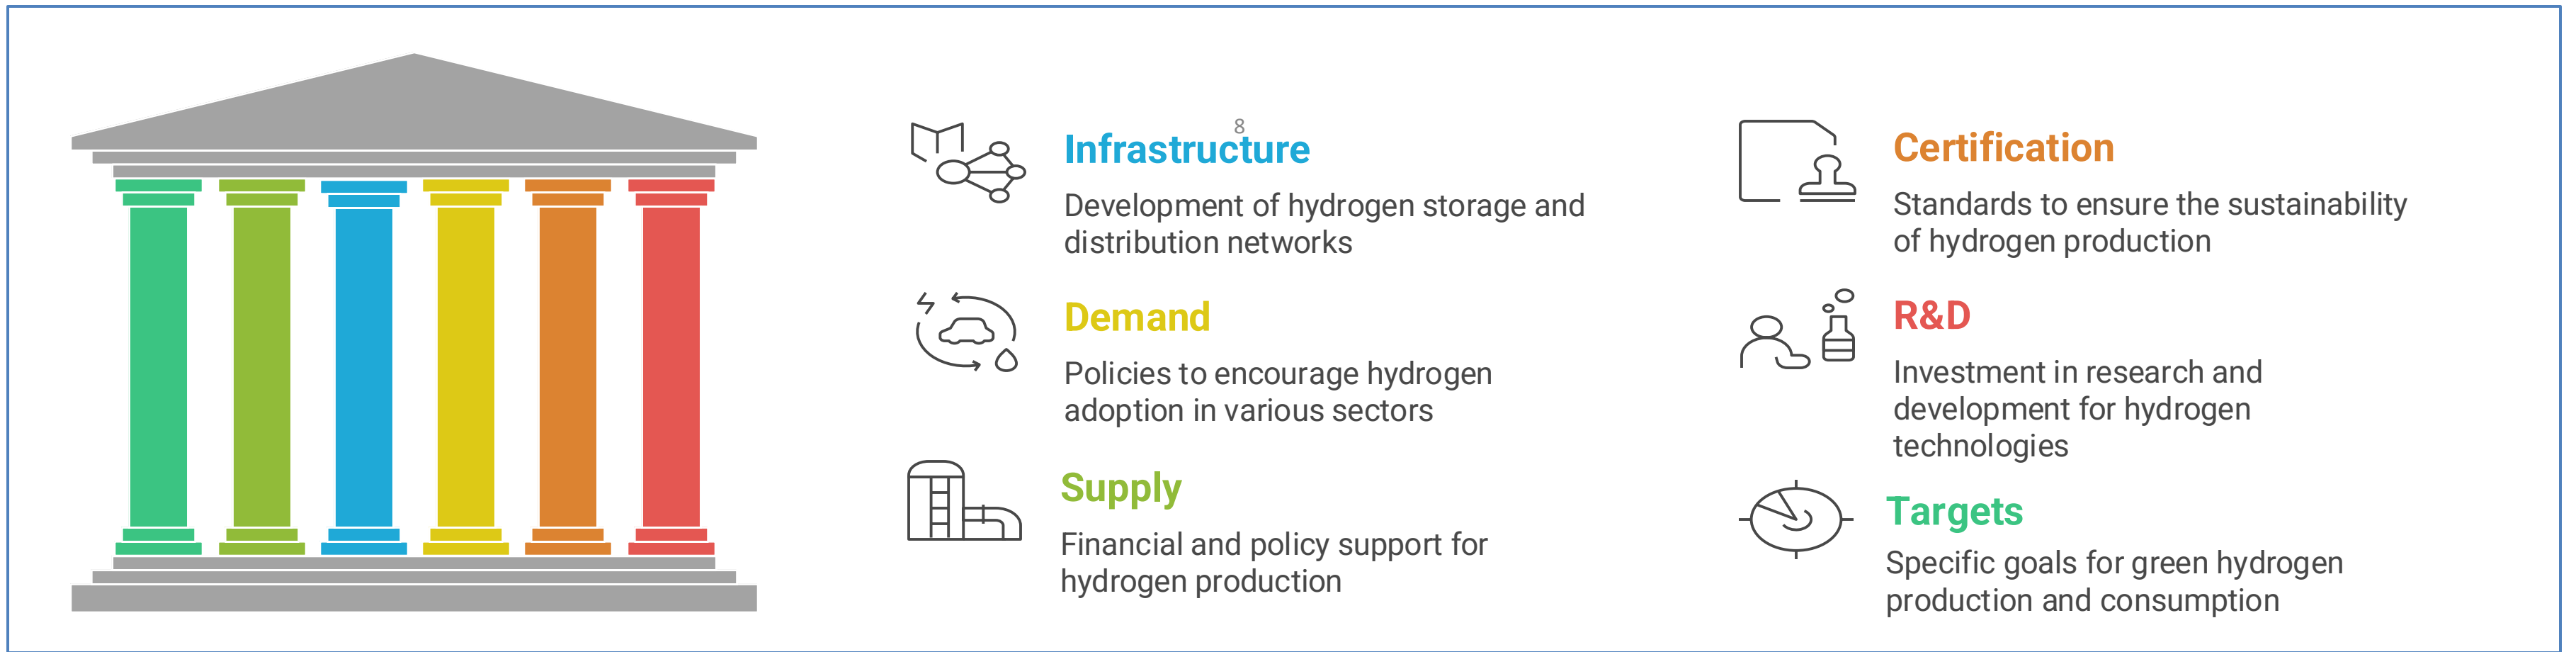 8
Infrastructure
Development of hydrogen storage and
distribution networks
Demand
Policies to encourage hydrogen
adoption in various sectors
Supply
Financial and policy support for
hydrogen production
Certification
Standards to ensure the sustainability
of hydrogen production
R&D
Investment in research and
development for hydrogen
technologies
Targets
Specific goals for green hydrogen
production and consumption